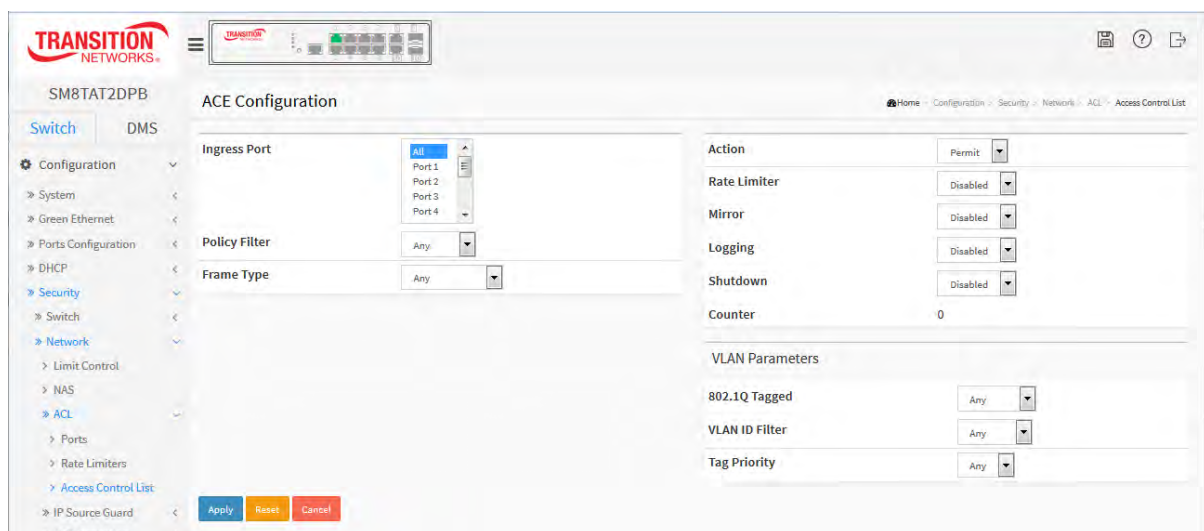 TRANSITION
NETWORKS®
TRANSITION
SM8TAT2DPB
Switch DMS
Configuration
System
Green Ethernet
Ports Configuration
DHCP
Security
Switch
Network
Limit Control
NAS
ACL
Ports
Rate Limiters
Access Control List
IP Source Guard
ACE Configuration
Home > Configuration > Security > Network > ACL > Access Control List
Ingress Port
All
Port 1
Port 2
Port 3
Port 4
Policy Filter Any
Frame Type Any
Action Permit
Rate Limiter Disabled
Mirror Disabled
Logging Disabled
Shutdown Disabled
Counter 0
VLAN Parameters
802.1Q Tagged Any
VLAN ID Filter Any
Tag Priority Any
Apply Reset Cancel